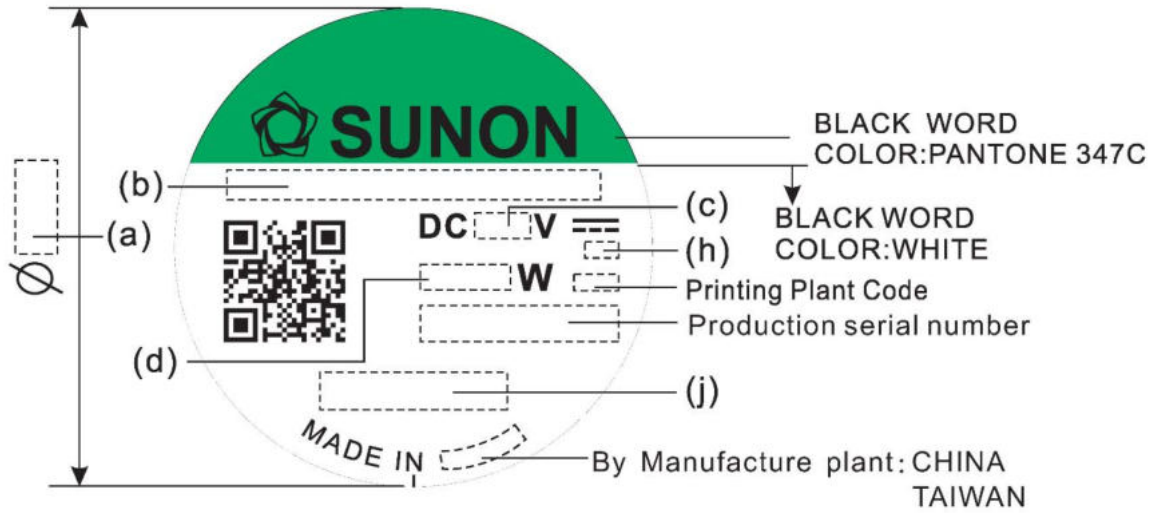 SUNON
BLACK WORD
COLOR:PANTONE 347C
(b)
(a)
Ø
DC V
(c)
BLACK WORD
COLOR:WHITE
(h)
W
Printing Plant Code
Production serial number
(d)
(j)
MADE IN
By Manufacture plant: CHINA
TAIWAN